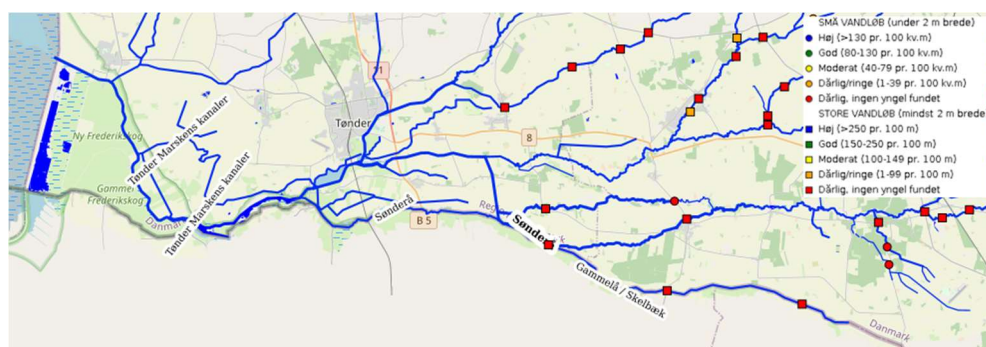 SMÅ VANDLØB (under 2 m brede)
Høj (>130 pr. 100 kv.m)
God (80-130 pr. 100 kv.m)
Moderat (40-79 pr. 100 kv.m)
Dårlig/ringe (1-39 pr. 100 kv.m)
Dårlig, ingen yngel fundet
STORE VANDLØB (mindst 2 m brede
Høj (>250 pr. 100 m)
God (150-250 pr. 100 m)
Moderat (100-149 pr. 100 m)
Dårlig/ringe (1-99 pr. 100 m)
Dårlig, ingen yngel fundet
11
Tønder
8
Ny Frederikskog
Tønder Marskens kanaler
Gammel
Frederikskog
Danmark
Tønder Marskens kanaler
Sønderå
B 5
Sønder
Gammelå / Skelbæk
Danmark